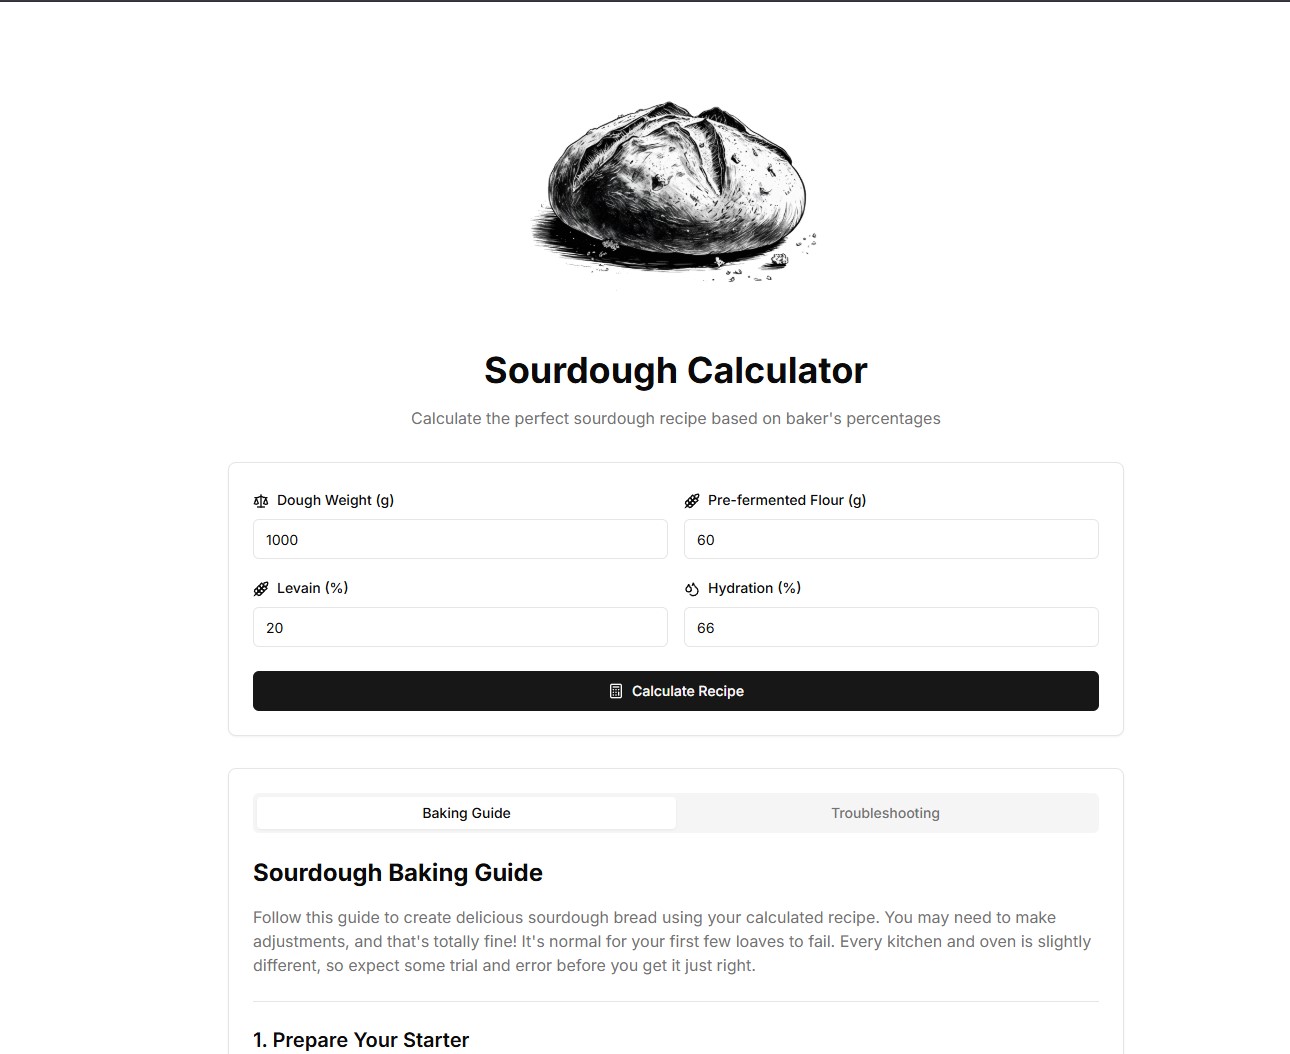 Sourdough Calculator
Calculate the perfect sourdough recipe based on baker's percentages
Dough Weight (g)
Pre-fermented Flour (g)
1000
60
Levain (%)
Hydration (%)
20
66
Calculate Recipe
Baking Guide
Troubleshooting
Sourdough Baking Guide
Follow this guide to create delicious sourdough bread using your calculated recipe. You may need to make
adjustments, and that's totally fine! It's normal for your first few loaves to fail. Every kitchen and oven is slightly
different, so expect some trial and error before you get it just right.
1. Prepare Your Starter